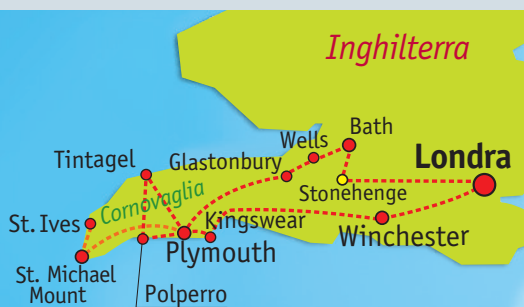 Inghilterra
Bath
Wells
Londra
Tintagel
Glastonbury
Stonehenge
Cornovaglia
St. Ives
Kingswear
Winchester
Plymouth
St. Michael
Mount
Polperro